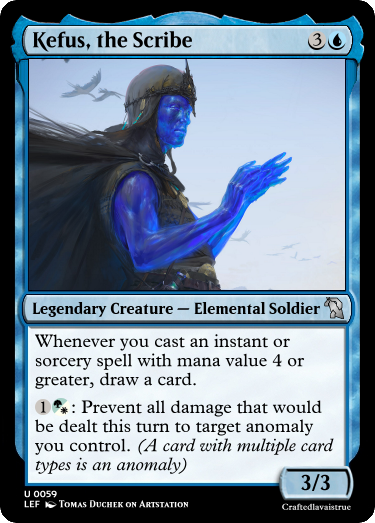 Kefus, the Scribe 3
Legendary Creature — Elemental Soldier
Whenever you cast an instant or
sorcery spell with mana value 4 or
greater, draw a card.
1 : Prevent all damage that would
be dealt this turn to target anomaly
you control. (A card with multiple card
types is an anomaly)
3/3
U 0059
LEF Tomas Duchek on Artstation
Craftedlavaistrue